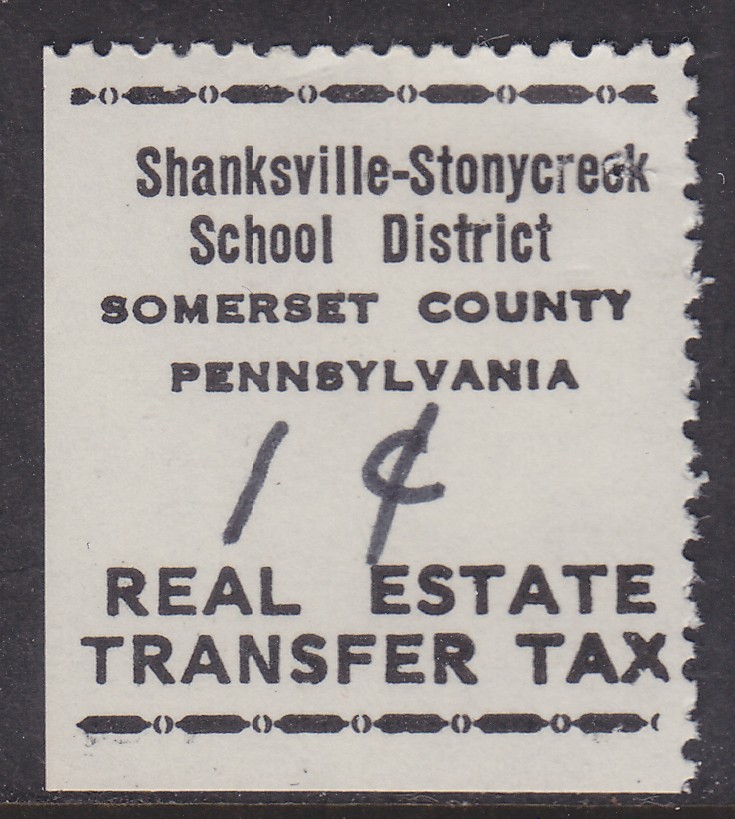 Shanksville-Stonycreek
School District
SOMERSET COUNTY
PENNSYLVANIA
1 ¢
REAL ESTATE
TRANSFER TAX